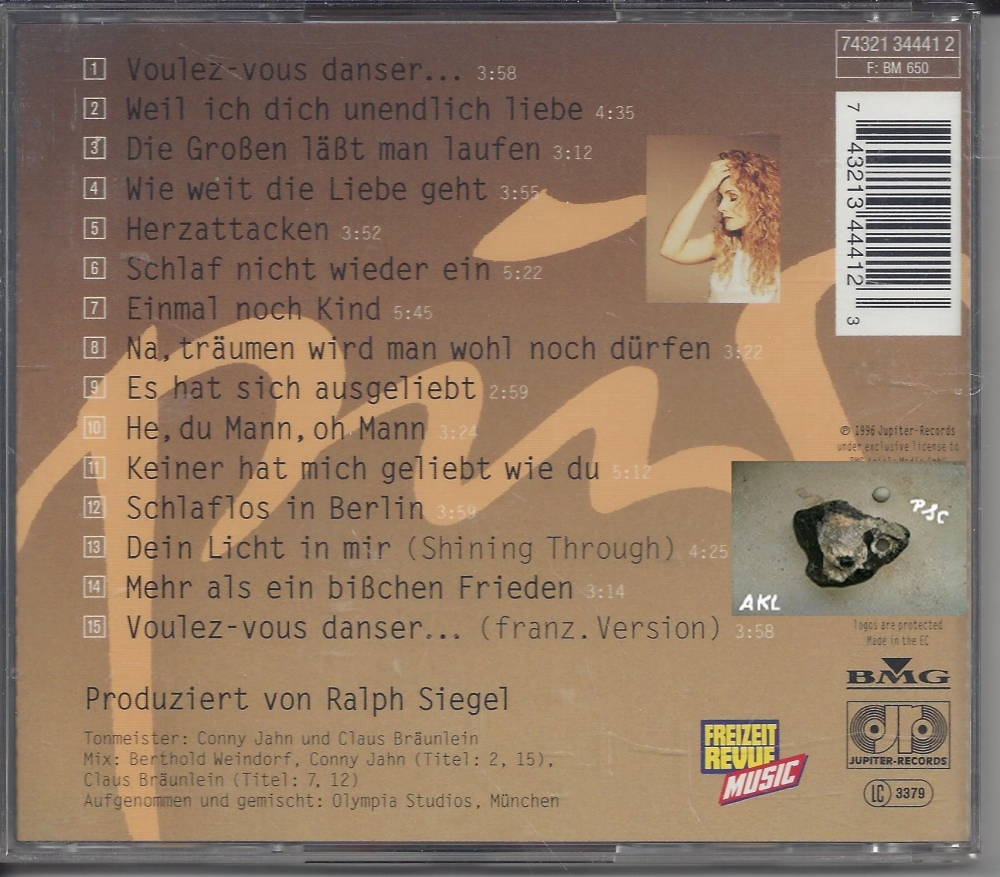 1 Voulez-vous danser... 3:58
2 Weil ich dich unendlich liebe 4:35
3 Die Großen läßt man laufen 3:12
4 Wie weit die Liebe geht 3:55
5 Herzattacken 3:52
6 Schlaf nicht wieder ein 5:22
7 Einmal noch Kind 5:45
8 Na, träumen wird man wohl noch dürfen 3:22
9 Es hat sich ausgeliebt 2:59
10 He, du Mann, oh Mann 3:24
11 Keiner hat mich geliebt wie du 5:12
12 Schlaflos in Berlin 3:59
13 Dein Licht in mir (Shining Through) 4:25
14 Mehr als ein bißchen Frieden 3:14
15 Voulez-vous danser... (franz. Version) 3:58
Produziert von Ralph Siegel
Tonmeister: Conny Jahn und Claus Bräunlein
Mix: Berthold Weindorf, Conny Jahn (Titel: 2, 15),
Claus Bräunlein (Titel: 7, 12)
Aufgenommen und gemischt: Olympia Studios, München
74321 34441 2
F: BM 650
7 43213 44412 3
℗ 1996 Jupiter-Records
under exclusive license to
PSC
AKL
logos are protected
Made in the EC
BMG
JUPITER-RECORDS
LC 3379
FREIZEIT
REVUE
MUSIC